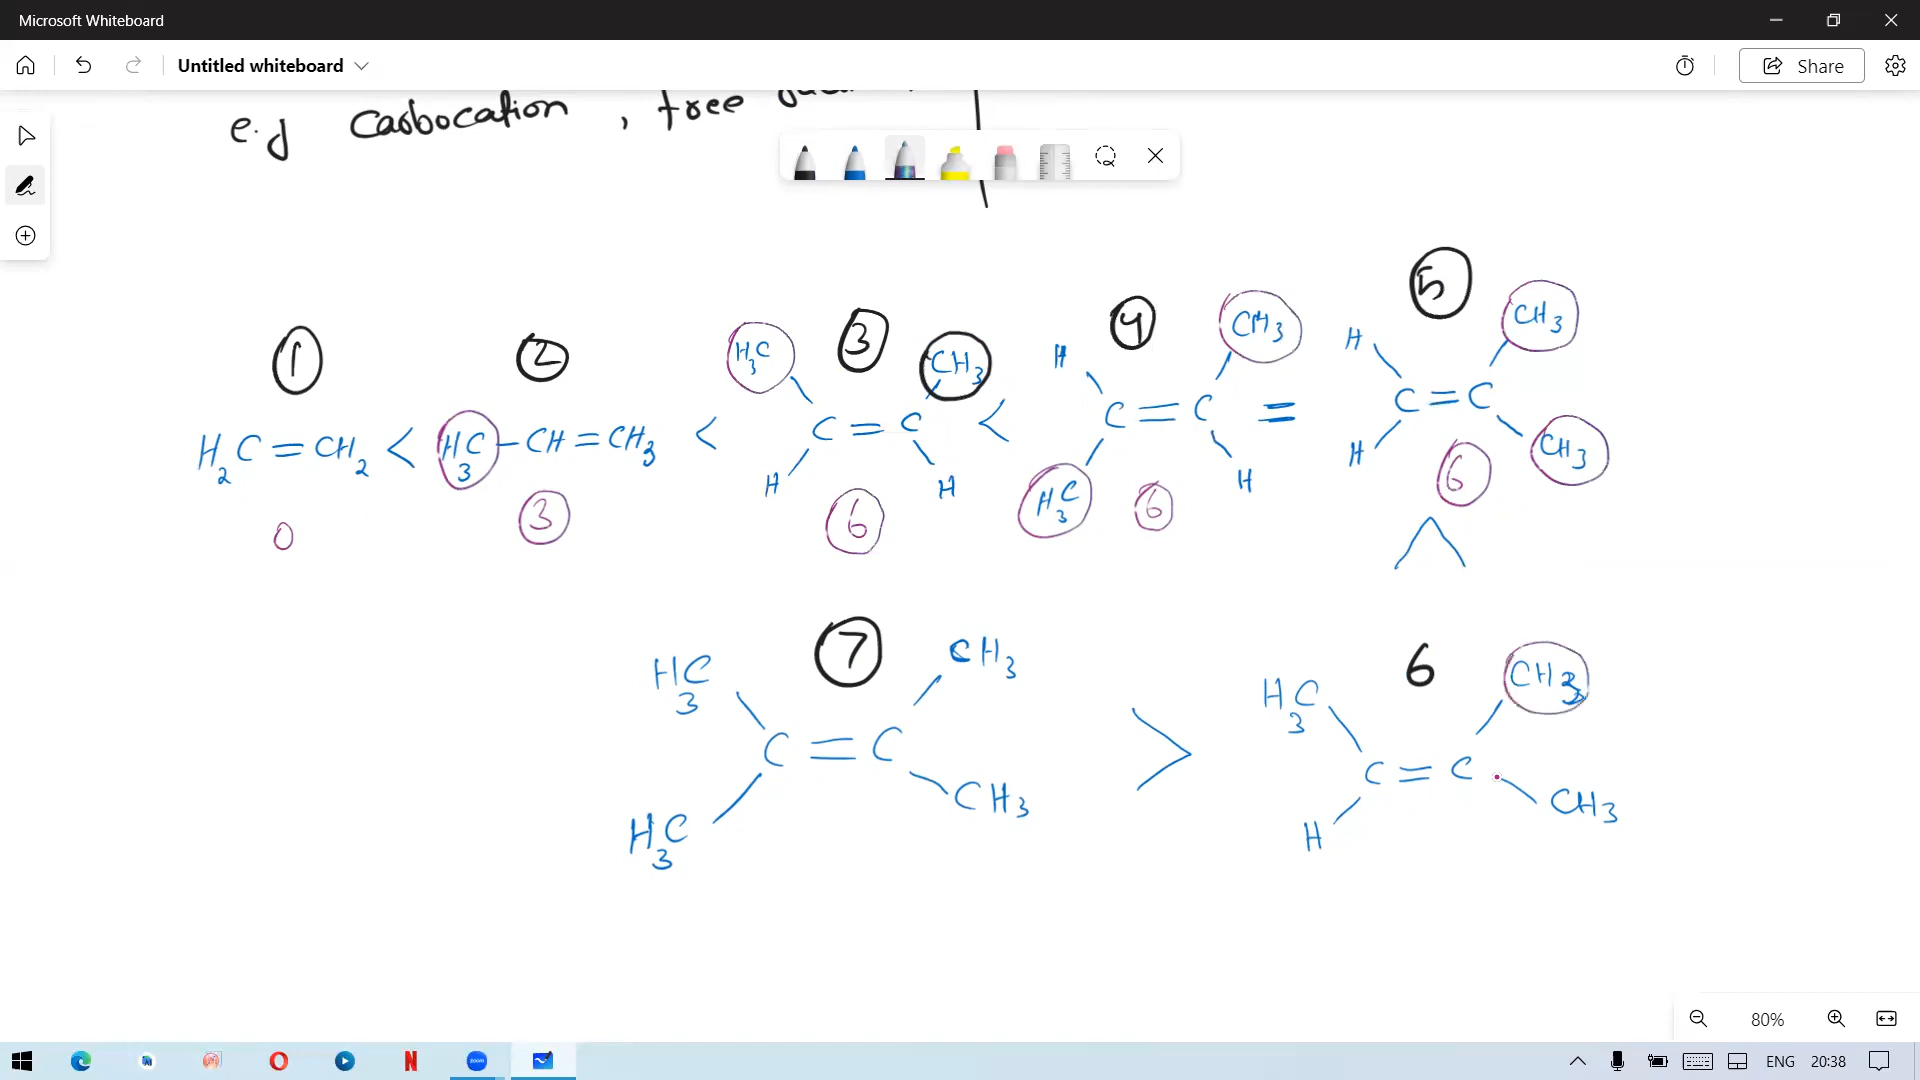 Microsoft Whiteboard
Untitled whiteboard
Share
e.g Carbocation , free
1 2 3 4 5
H2C=CH2 < H3C-CH=CH3 < H3C CH3 C=C H H < H CH3 C=C H3C H = H CH3 C=C H CH3
0 3 6 6 6
<
7 6
H3C CH3 C=C H3C CH3 > H3C CH3 C=C H CH3
80%
zoom
ENG 20:38